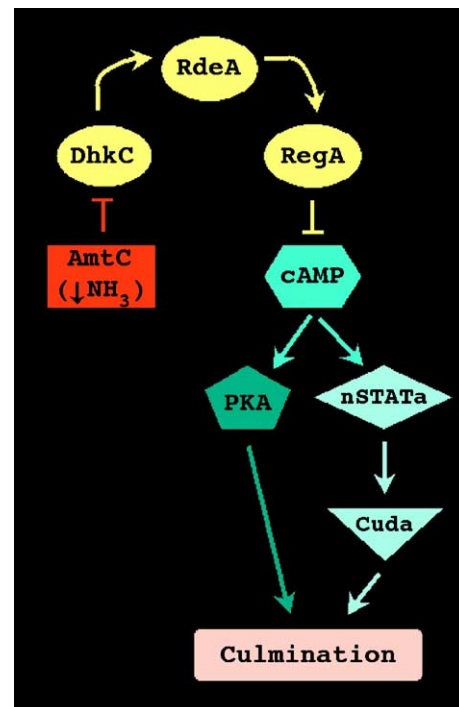 RdeA
DhkC
RegA
AmtC
(↓NH₃)
cAMP
PKA
nSTATa
Cuda
Culmination